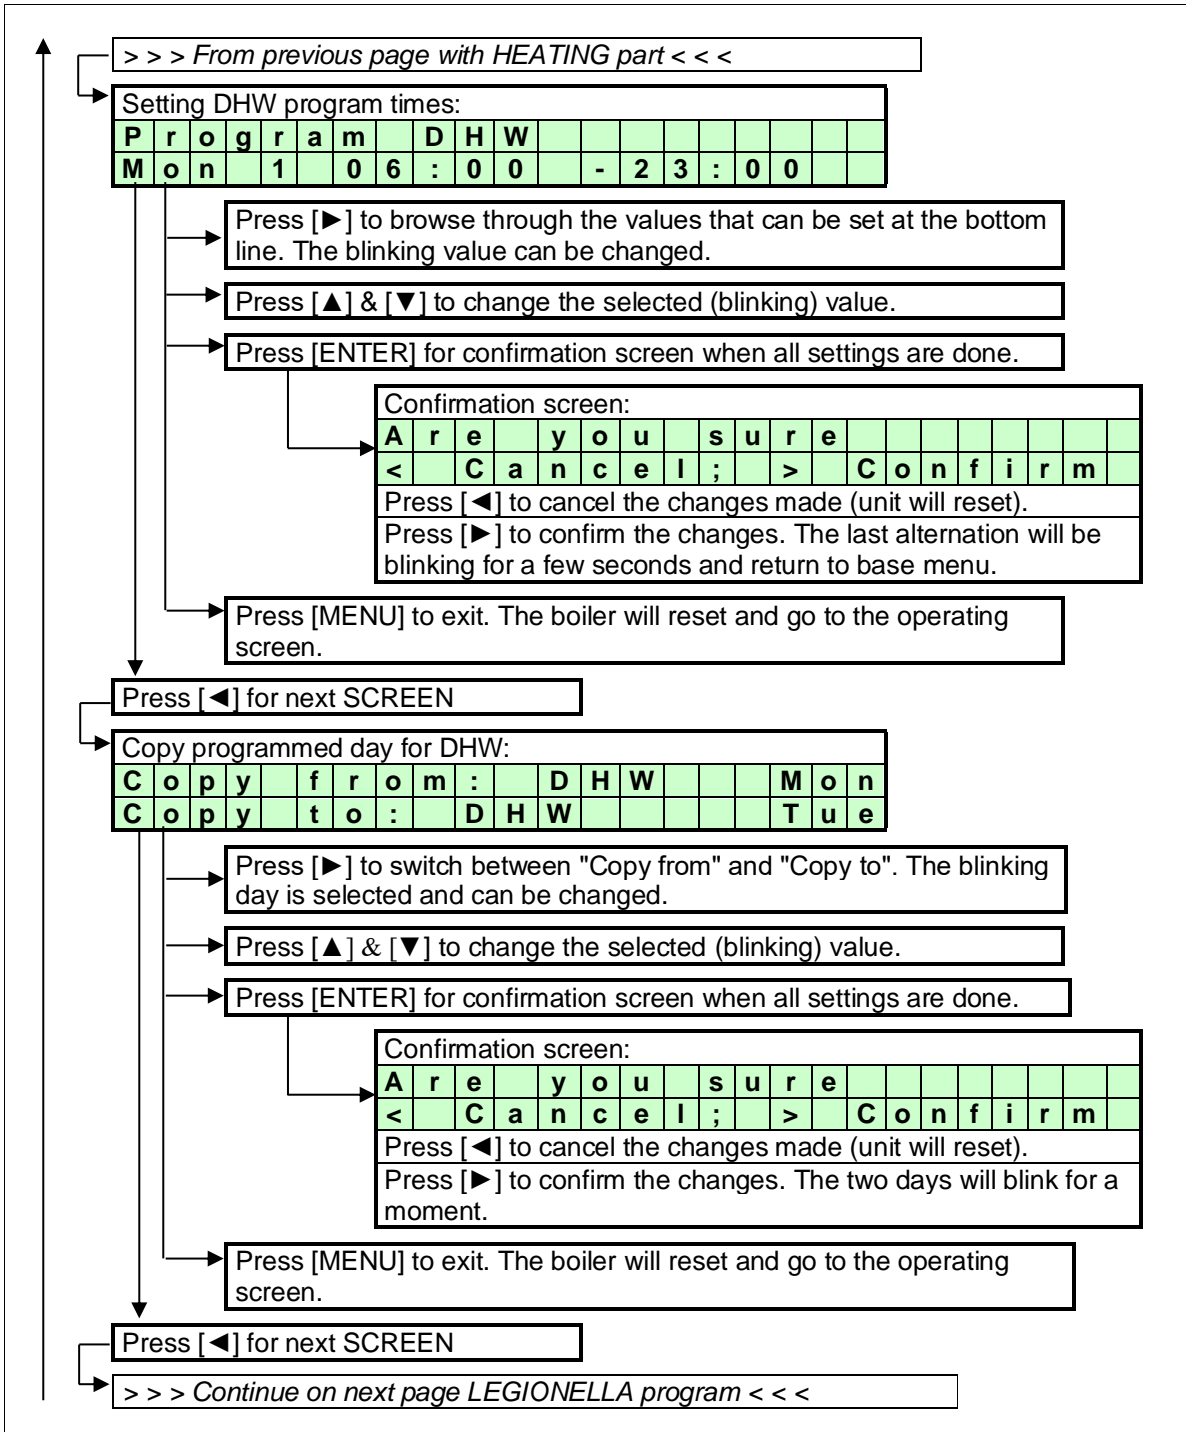 > > > From previous page with HEATING part < < <
Setting DHW program times:
Program DHW
Mon 1 06:00 -23:00
Press [►] to browse through the values that can be set at the bottom
line. The blinking value can be changed.
Press [▲] & [▼] to change the selected (blinking) value.
Press [ENTER] for confirmation screen when all settings are done.
Confirmation screen:
Are you sure
< Cancel; > Confirm
Press [◄] to cancel the changes made (unit will reset).
Press [►] to confirm the changes. The last alternation will be
blinking for a few seconds and return to base menu.
Press [MENU] to exit. The boiler will reset and go to the operating
screen.
Press [◄] for next SCREEN
Copy programmed day for DHW:
Copy from: DHW Mon
Copy to: DHW Tue
Press [►] to switch between "Copy from" and "Copy to". The blinking
day is selected and can be changed.
Press [▲] & [▼] to change the selected (blinking) value.
Press [ENTER] for confirmation screen when all settings are done.
Confirmation screen:
Are you sure
< Cancel; > Confirm
Press [◄] to cancel the changes made (unit will reset).
Press [►] to confirm the changes. The two days will blink for a
moment.
Press [MENU] to exit. The boiler will reset and go to the operating
screen.
Press [◄] for next SCREEN
> > > Continue on next page LEGIONELLA program < < <